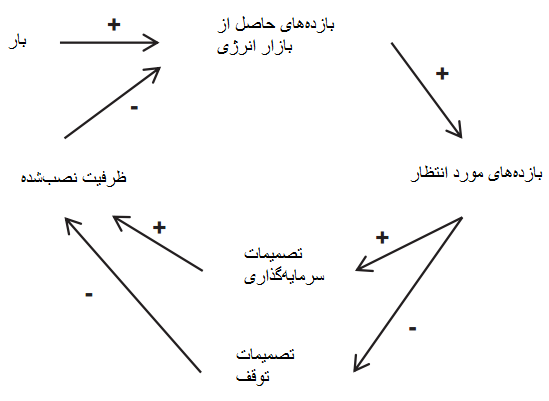 بار
+
بازده‌های حاصل از
بازار انرژی
+
-
بازده‌های مورد انتظار
ظرفیت نصب‌شده
+
تصمیمات
سرمایه‌گذاری
+
-
تصمیمات
توقف
-